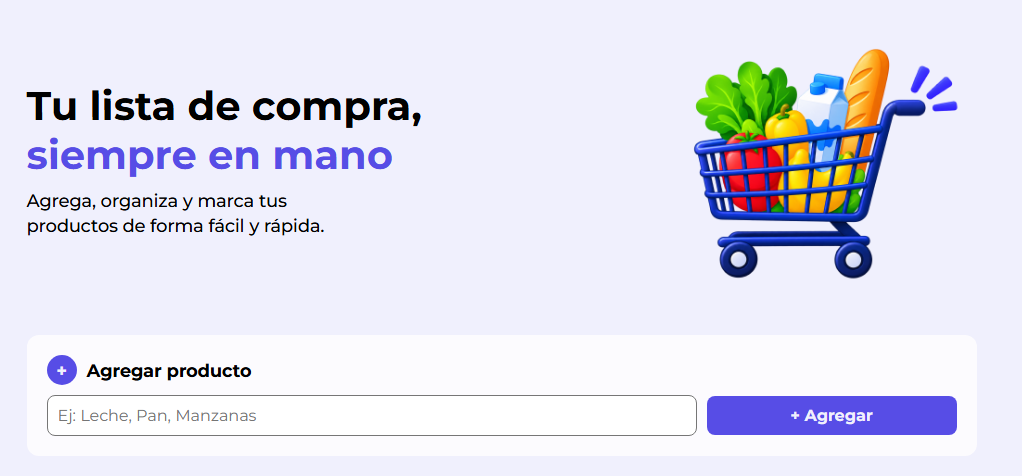 Tu lista de compra,
siempre en mano
Agrega, organiza y marca tus
productos de forma fácil y rápida.
+ Agregar producto
Ej: Leche, Pan, Manzanas
+ Agregar